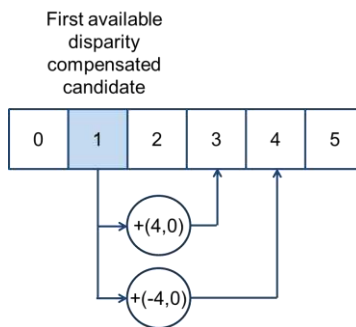 First available
disparity
compensated
candidate
0 1 2 3 4 5
+(4,0)
+(-4,0)